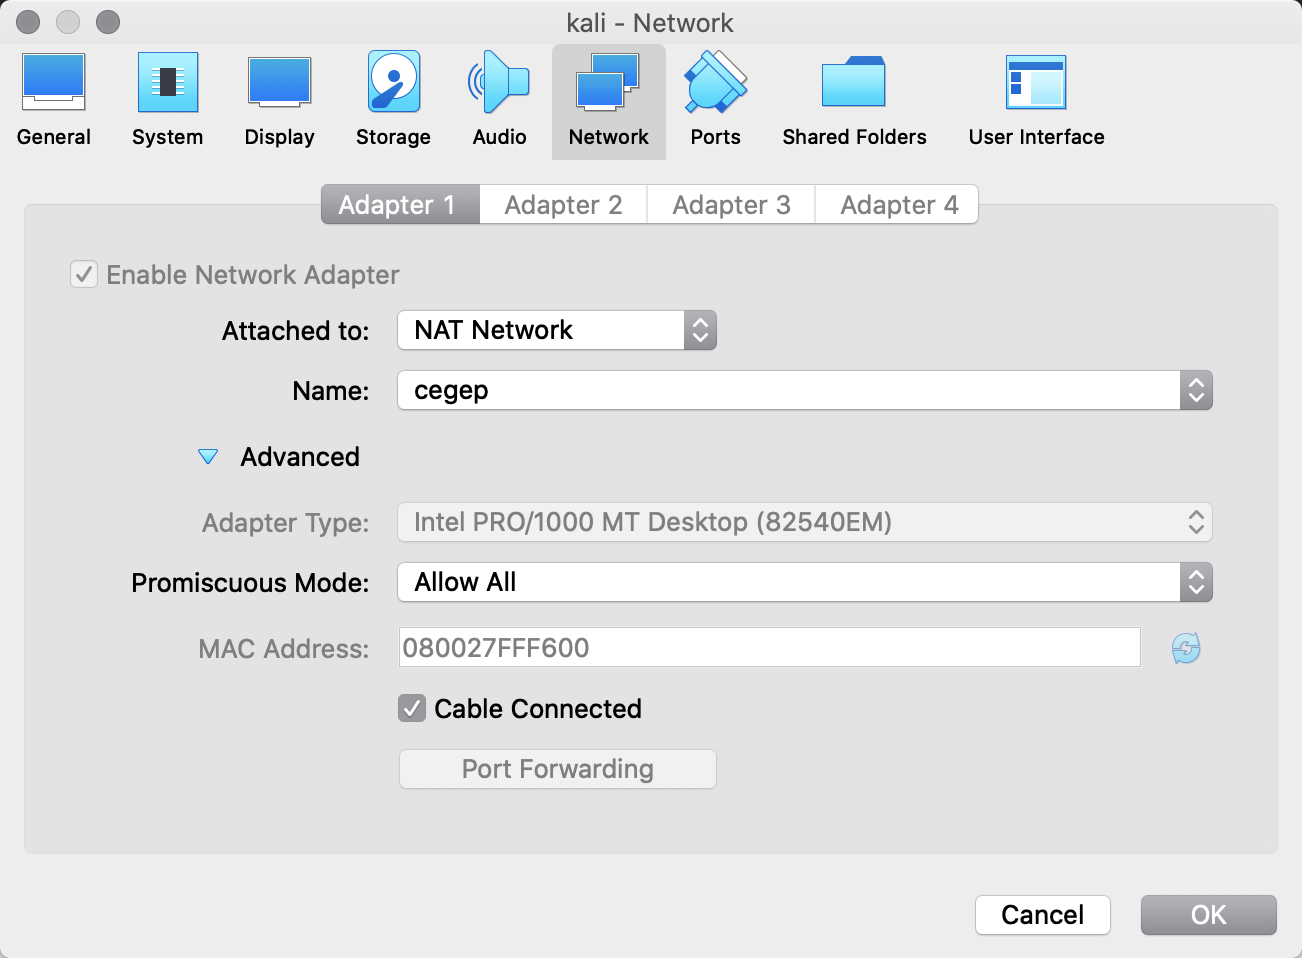 kali - Network
General System Display Storage Audio Network Ports Shared Folders User Interface
Adapter 1 Adapter 2 Adapter 3 Adapter 4
Enable Network Adapter
Attached to: NAT Network
Name: cegep
Advanced
Adapter Type: Intel PRO/1000 MT Desktop (82540EM)
Promiscuous Mode: Allow All
MAC Address: 080027FFF600
Cable Connected
Port Forwarding
Cancel OK